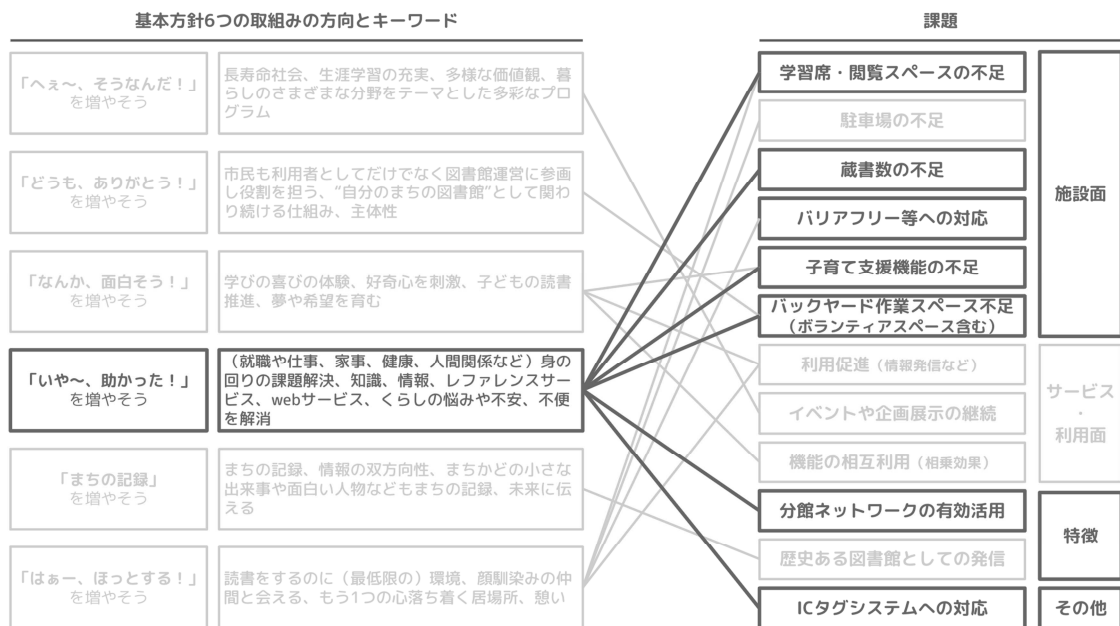 基本方針6つの取組みの方向とキーワード
「へぇ〜、そうなんだ！」
を増やそう
長寿命社会、生涯学習の充実、多様な価値観、暮
らしのさまざまな分野をテーマとした多彩なプロ
グラム
「どうも、ありがとう！」
を増やそう
市民も利用者としてだけでなく図書館運営に参画
し役割を担う、“自分のまちの図書館”として関わ
り続ける仕組み、主体性
「なんか、面白そう！」
を増やそう
学びの喜びの体験、好奇心を刺激、子どもの読書
推進、夢や希望を育む
「いや〜、助かった！」
を増やそう
（就職や仕事、家事、健康、人間関係など）身の
回りの課題解決、知識、情報、レファレンスサー
ビス、webサービス、くらしの悩みや不安、不便
を解消
「まちの記録」
を増やそう
まちの記録、情報の双方向性、まちかどの小さな
出来事や面白い人物などもまちの記録、未来に伝
える
「はぁー、ほっとする！」
を増やそう
読書をするのに（最低限の）環境、顔馴染みの仲
間と会える、もう1つの心落ち着く居場所、憩い
課題
学習席・閲覧スペースの不足
駐車場の不足
蔵書数の不足
バリアフリー等への対応
子育て支援機能の不足
バックヤード作業スペース不足
（ボランティアスペース含む）
施設面
利用促進（情報発信など）
イベントや企画展示の継続
機能の相互利用（相乗効果）
サービス
・
利用面
分館ネットワークの有効活用
歴史ある図書館としての発信
特徴
ICタグシステムへの対応
その他